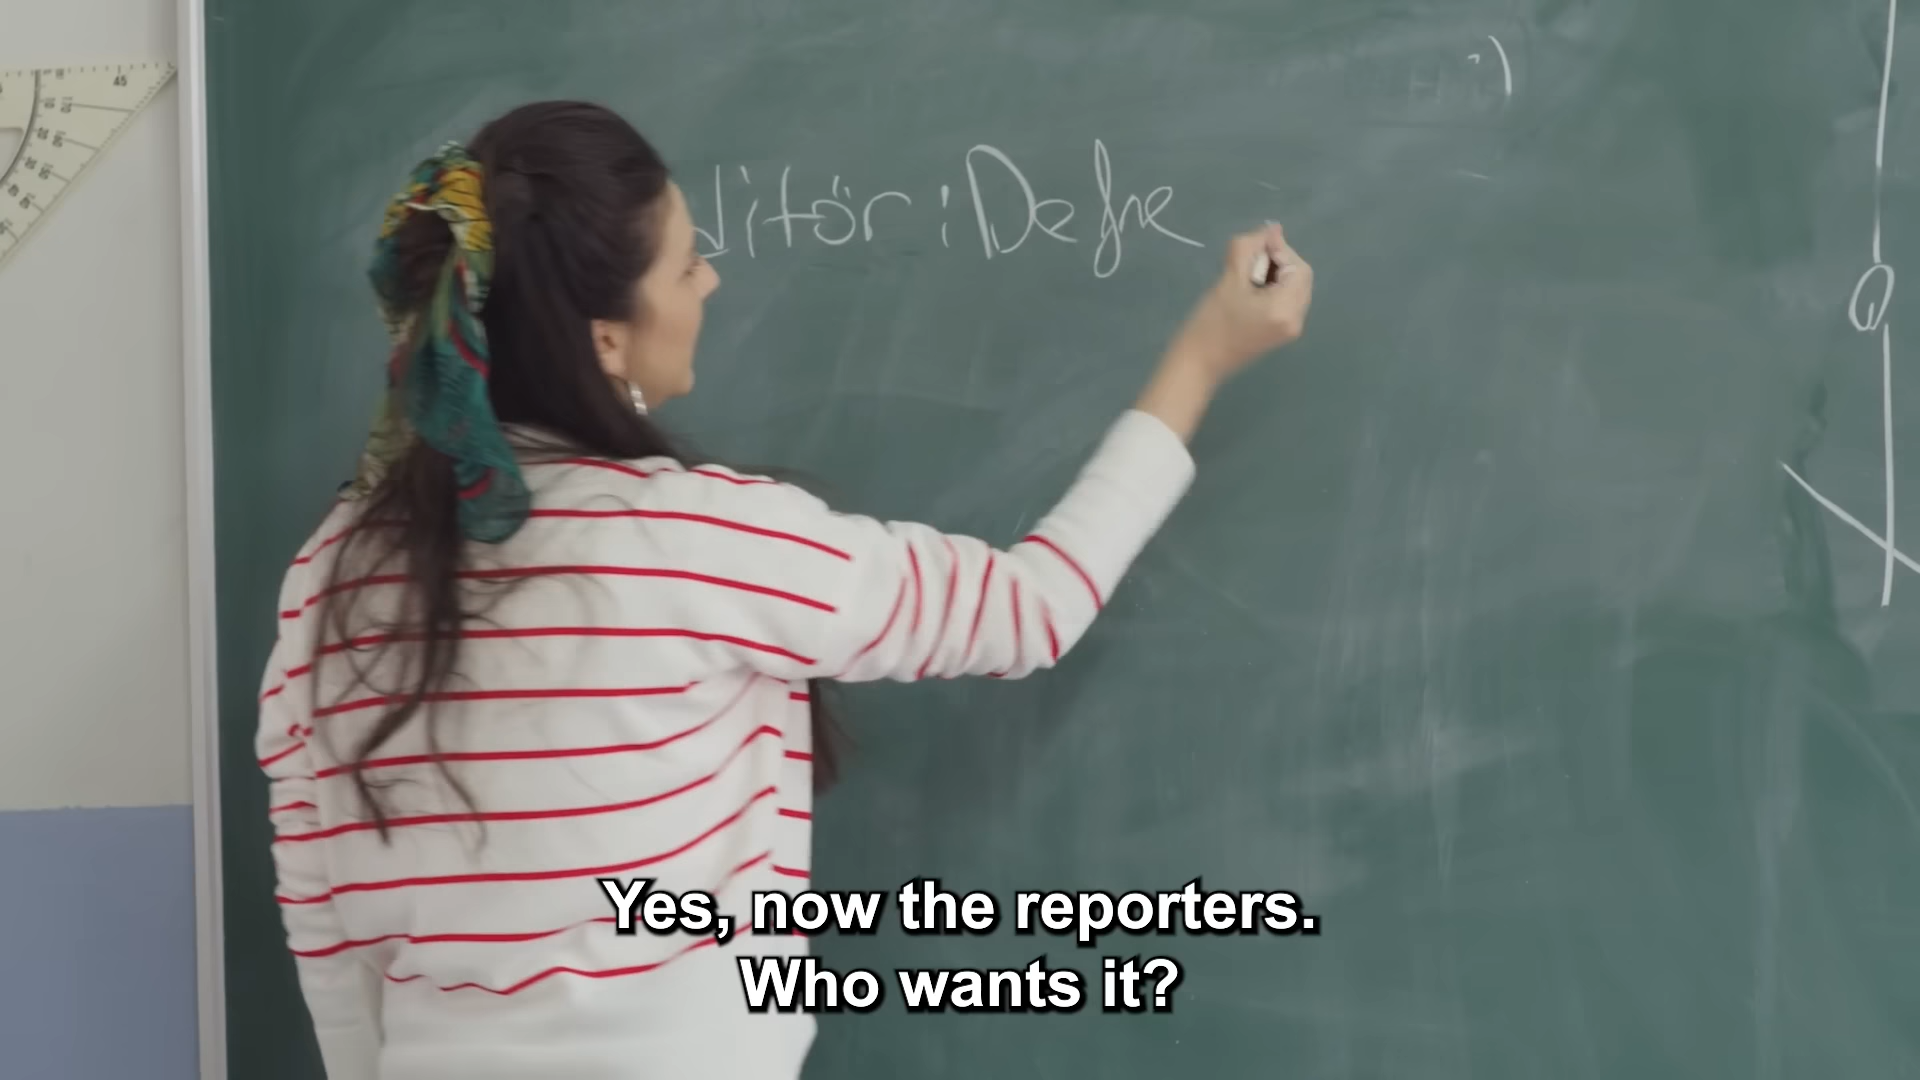 ditör : Defne
Yes, now the reporters.
Who wants it?